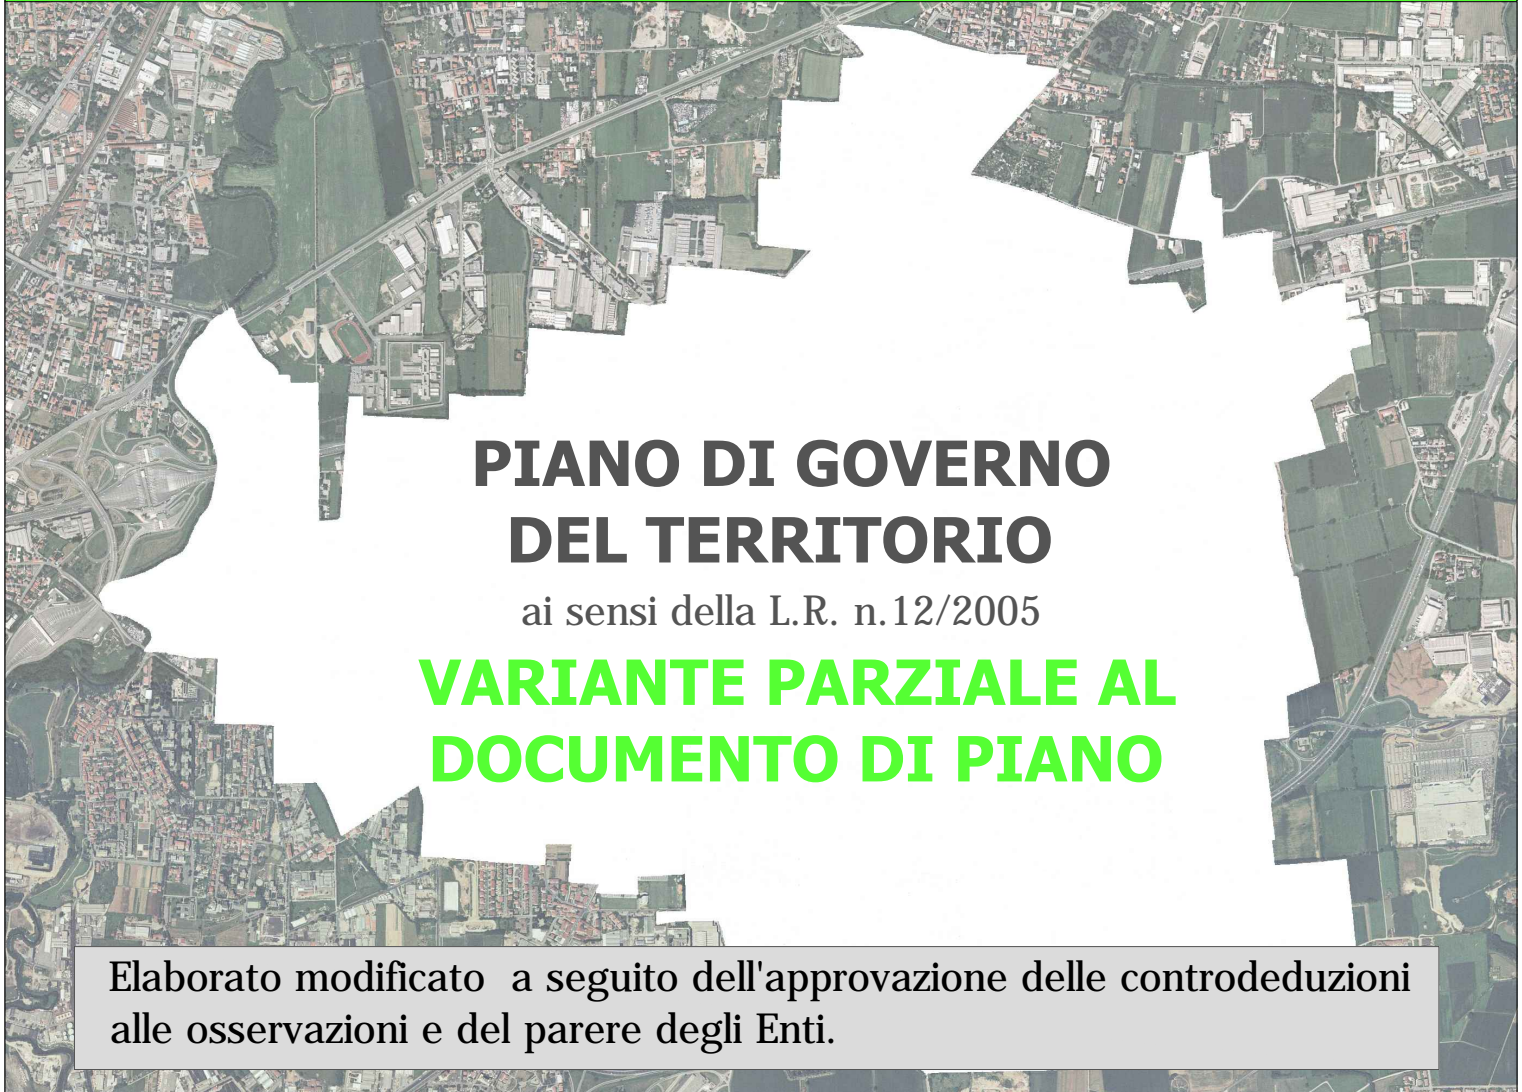 PIANO DI GOVERNO
DEL TERRITORIO
ai sensi della L.R. n.12/2005
VARIANTE PARZIALE AL
DOCUMENTO DI PIANO
Elaborato modificato  a seguito dell'approvazione delle controdeduzioni
alle osservazioni e del parere degli Enti.